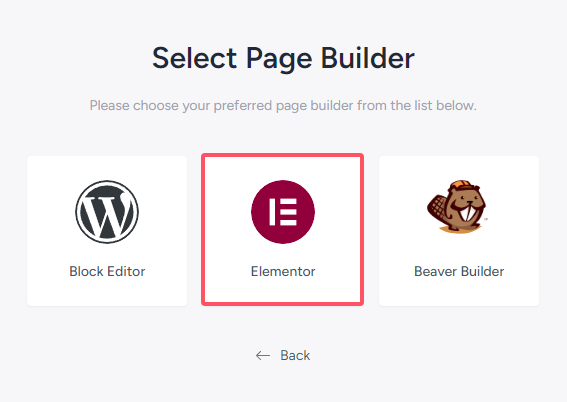 Select Page Builder
Please choose your preferred page builder from the list below.
Block Editor
Elementor
Beaver Builder
← Back